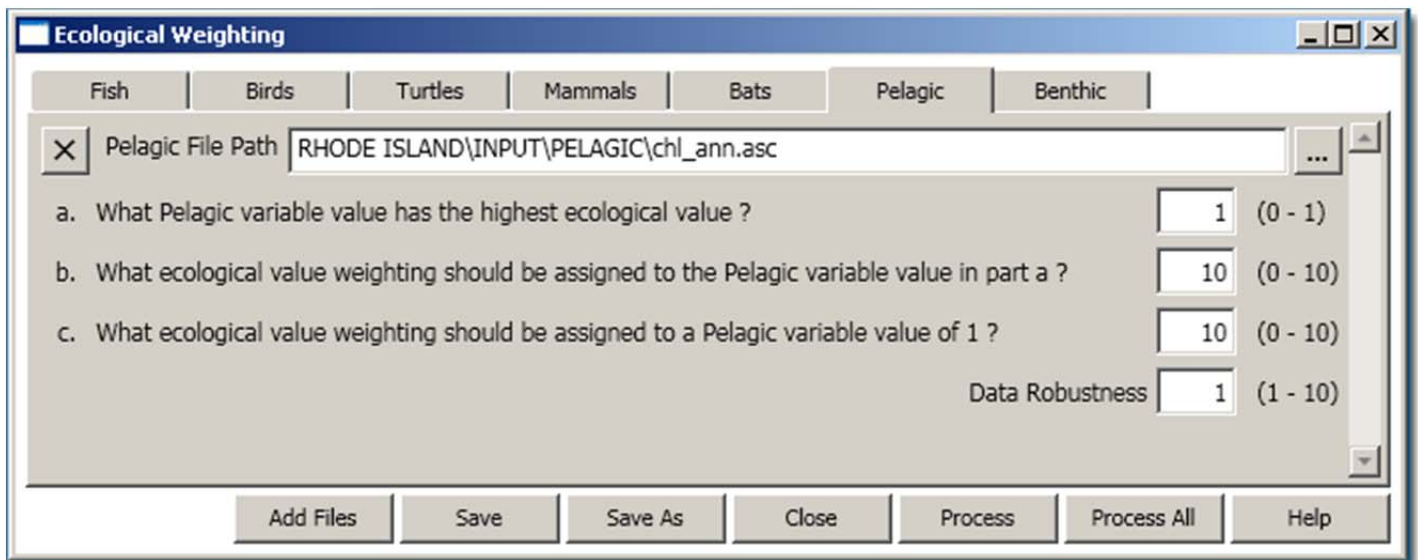 Ecological Weighting
Fish Birds Turtles Mammals Bats Pelagic Benthic
Pelagic File Path RHODE ISLAND\INPUT\PELAGIC\chl_ann.asc ...
a. What Pelagic variable value has the highest ecological value ? 1 (0 - 1)
b. What ecological value weighting should be assigned to the Pelagic variable value in part a ? 10 (0 - 10)
c. What ecological value weighting should be assigned to a Pelagic variable value of 1 ? 10 (0 - 10)
Data Robustness 1 (1 - 10)
Add Files Save Save As Close Process Process All Help